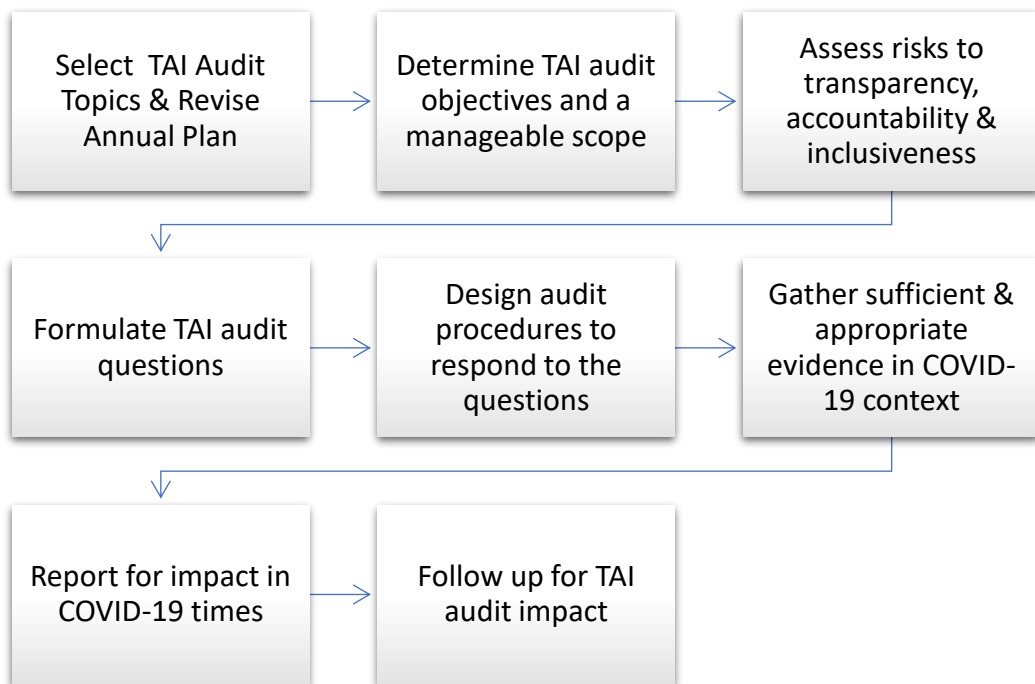 Select TAI Audit
Topics & Revise
Annual Plan
Determine TAI audit
objectives and a
manageable scope
Assess risks to
transparency,
accountability &
inclusiveness
Formulate TAI audit
questions
Design audit
procedures to
respond to the
questions
Gather sufficient &
appropriate
evidence in COVID-
19 context
Report for impact in
COVID-19 times
Follow up for TAI
audit impact